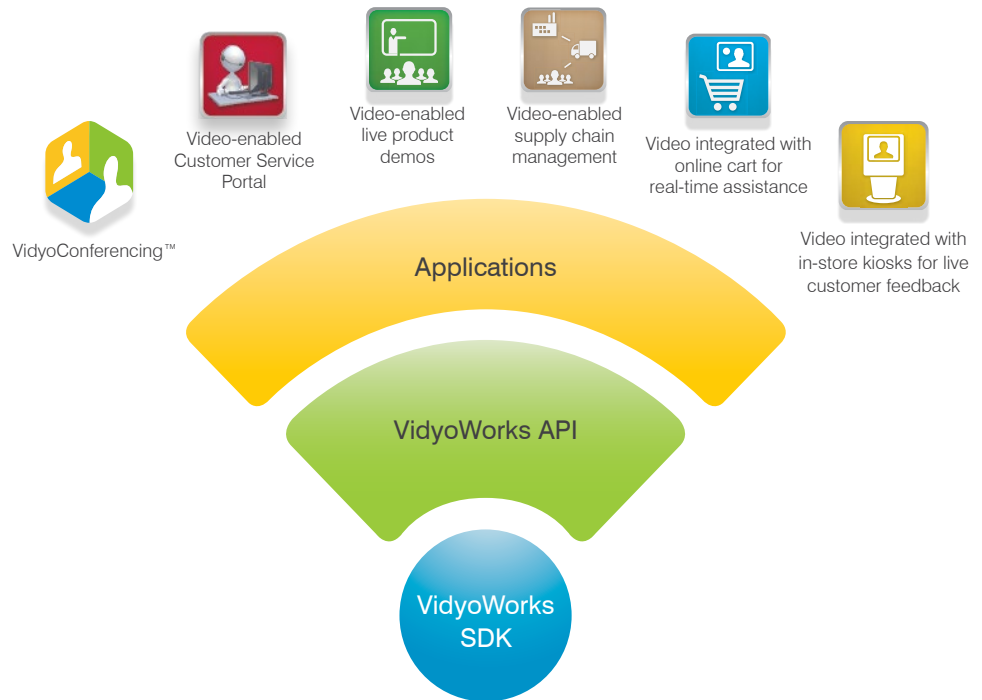 VidyoConferencing™
Video-enabled
Customer Service
Portal
Video-enabled
live product
demos
Video-enabled
supply chain
management
Video integrated with
online cart for
real-time assistance
Video integrated with
in-store kiosks for live
customer feedback
Applications
VidyoWorks API
VidyoWorks
SDK